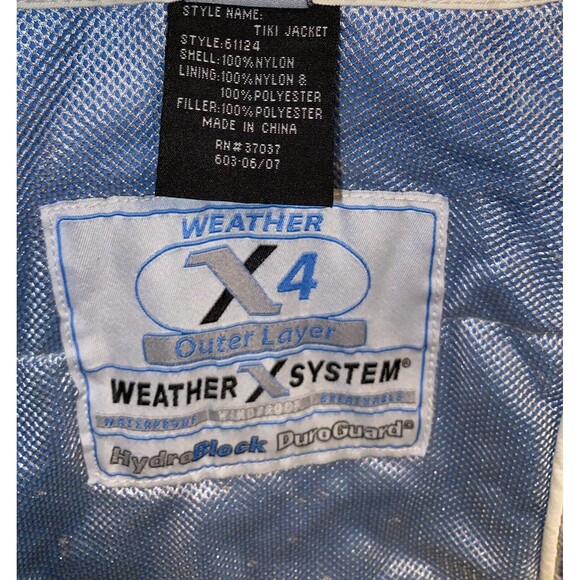 STYLE NAME:
TIKI JACKET
STYLE:61124
SHELL:100%NYLON
LINING:100%NYLON &
100%POLYESTER
FILLER:100%POLYESTER
MADE IN CHINA
RN# 37037
603-06/07
WEATHER
X4
Outer Layer
WEATHER X SYSTEM®
WATERPROOF WINDPROOF BREATHABLE
HydraBlock DuroGuard®